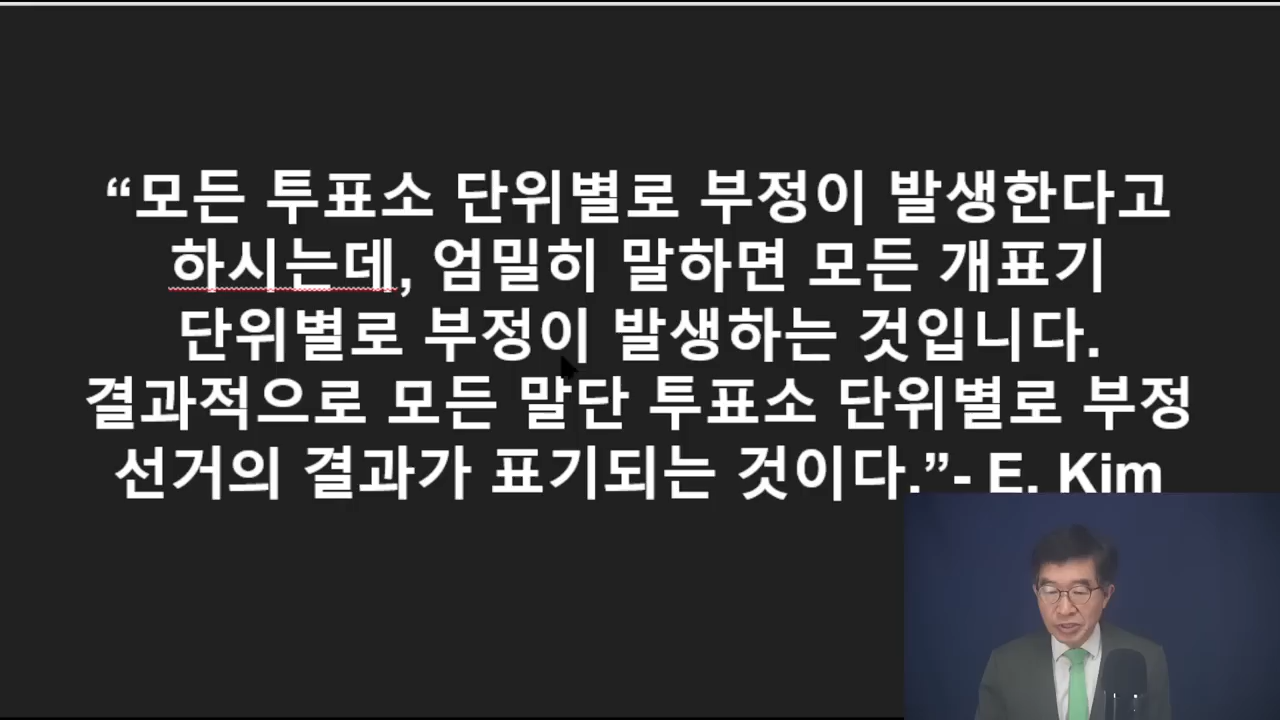 “모든 투표소 단위별로 부정이 발생한다고
하시는데, 엄밀히 말하면 모든 개표기
단위별로 부정이 발생하는 것입니다.
결과적으로 모든 말단 투표소 단위별로 부정
선거의 결과가 표기되는 것이다.”- E. Kim